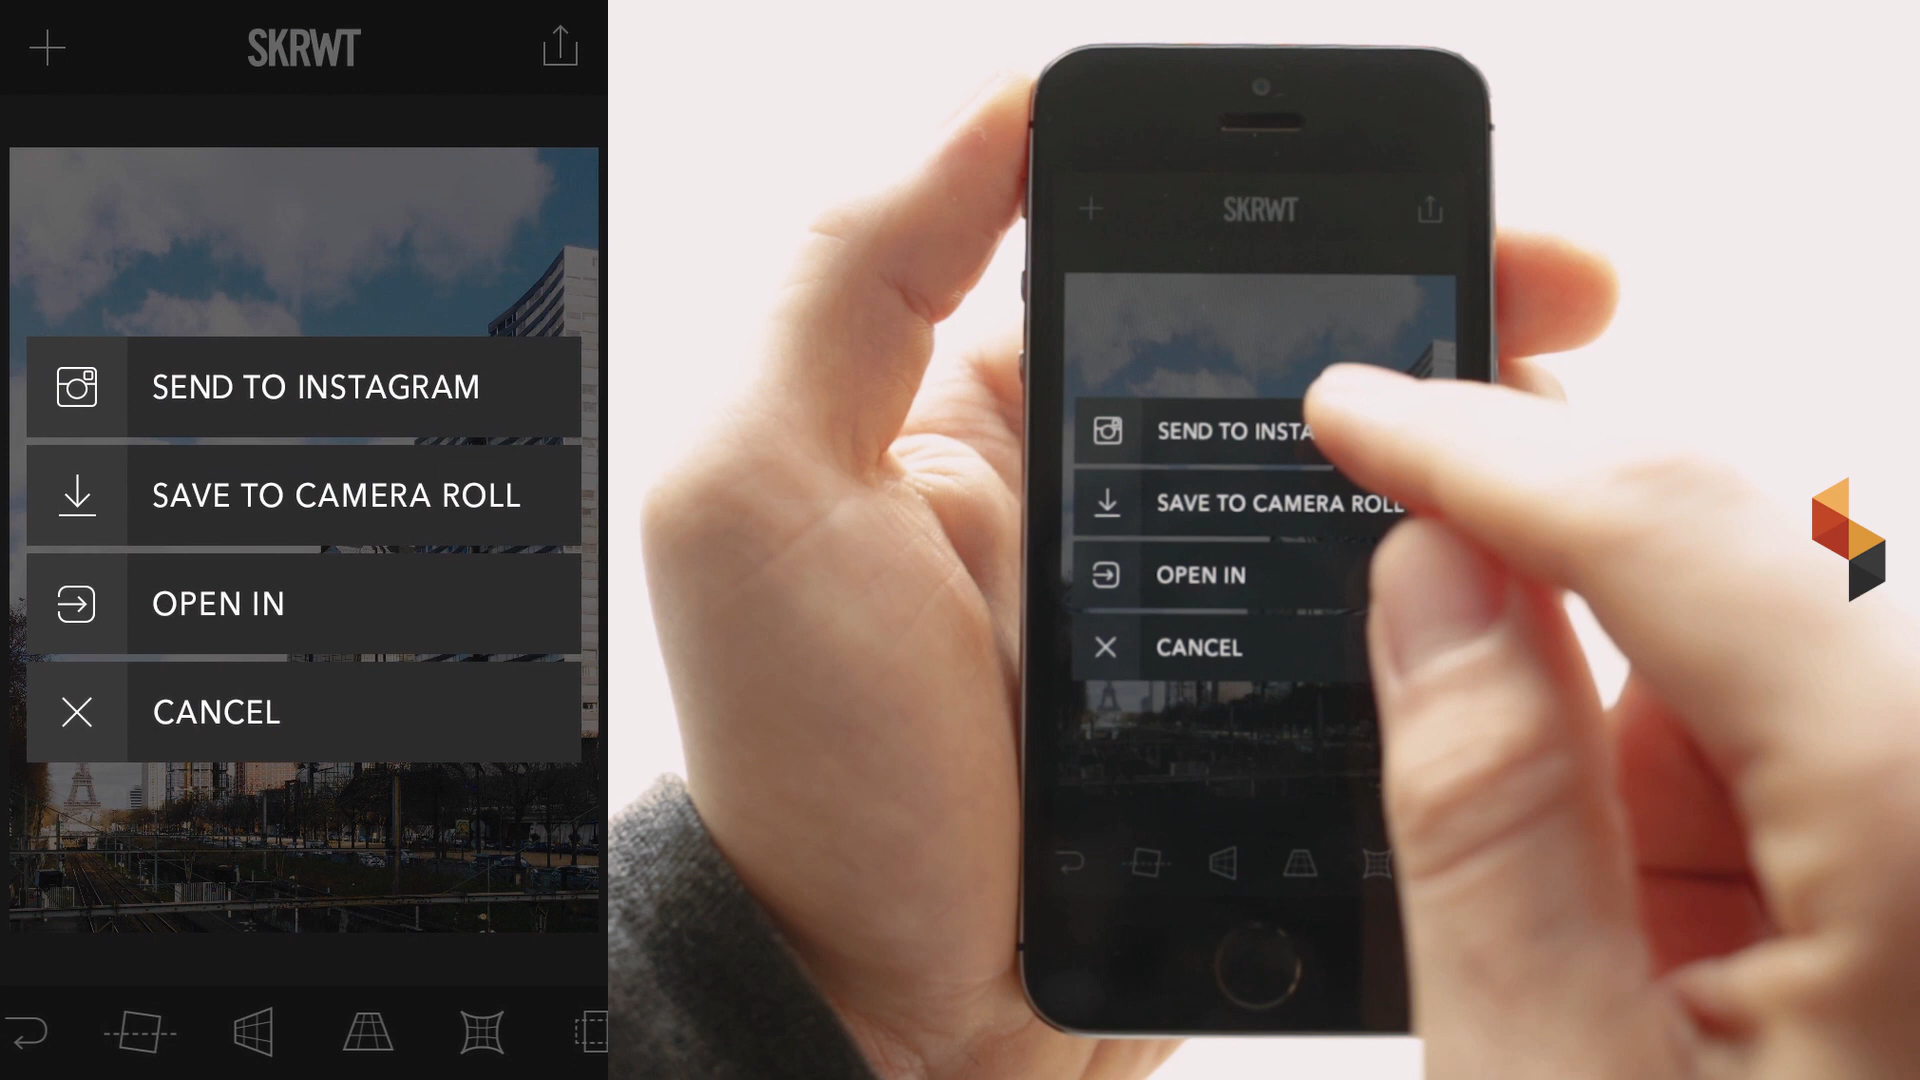 SKRWT
SEND TO INSTAGRAM
SAVE TO CAMERA ROLL
OPEN IN
CANCEL
SKRWT
SEND TO INSTA
SAVE TO CAMERA ROLL
OPEN IN
CANCEL